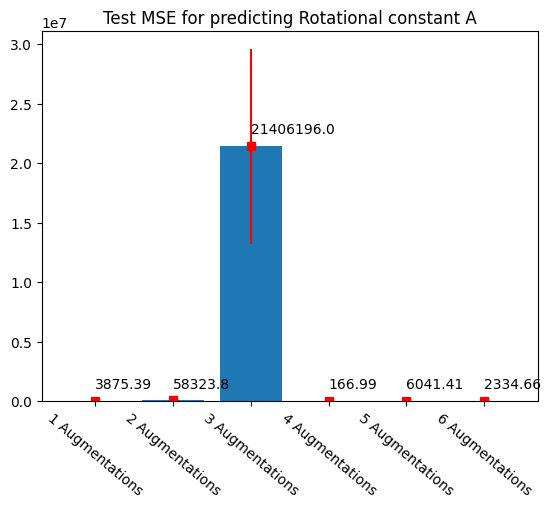 Test MSE for predicting Rotational constant A
1e7
3.0
2.5
2.0
1.5
1.0
0.5
0.0
21406196.0
3875.39
58323.8
166.99
6041.41
2334.66
1 Augmentations
2 Augmentations
3 Augmentations
4 Augmentations
5 Augmentations
6 Augmentations